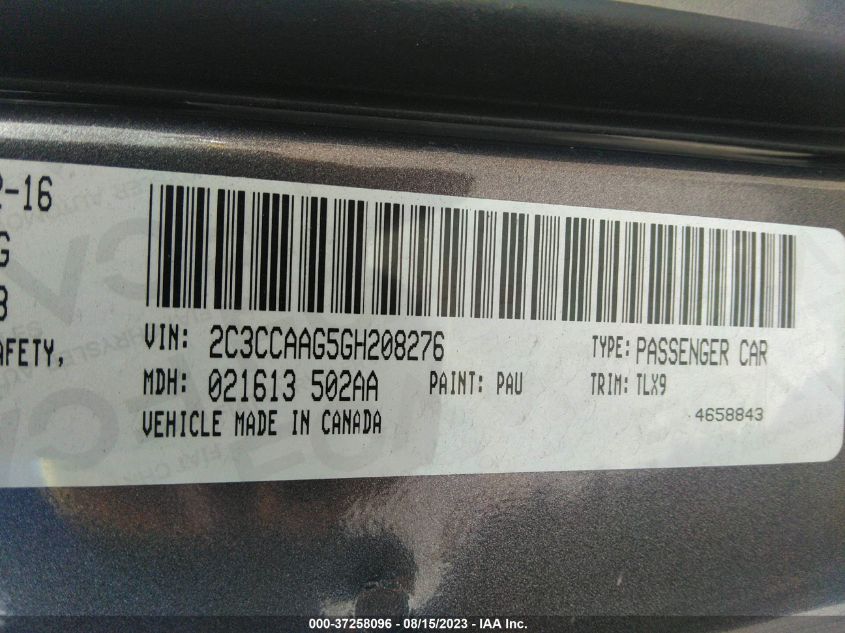 2-16
G
3
AFETY,
VIN: 2C3CCAAG5GH208276 TYPE: PASSENGER CAR
MDH: 021613 502AA PAINT: PAU TRIM: TLX9
VEHICLE MADE IN CANADA 4658843
000-37258096 - 08/15/2023 - IAA Inc.